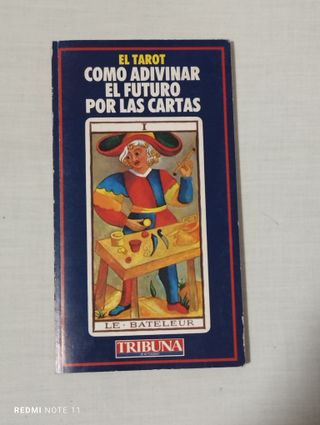 EL TAROT
COMO ADIVINAR
EL FUTURO
POR LAS CARTAS
I
LE · BATELEUR
TRIBUNA
REDMI NOTE 11